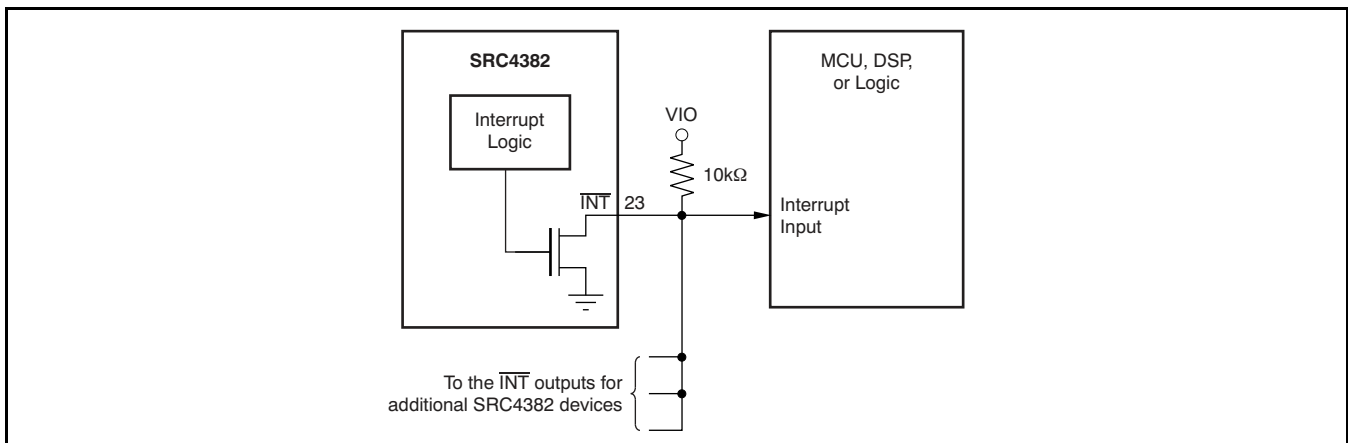 SRC4382
Interrupt
Logic
INT 23
VIO
10kΩ
MCU, DSP,
or Logic
Interrupt
Input
To the INT outputs for
additional SRC4382 devices